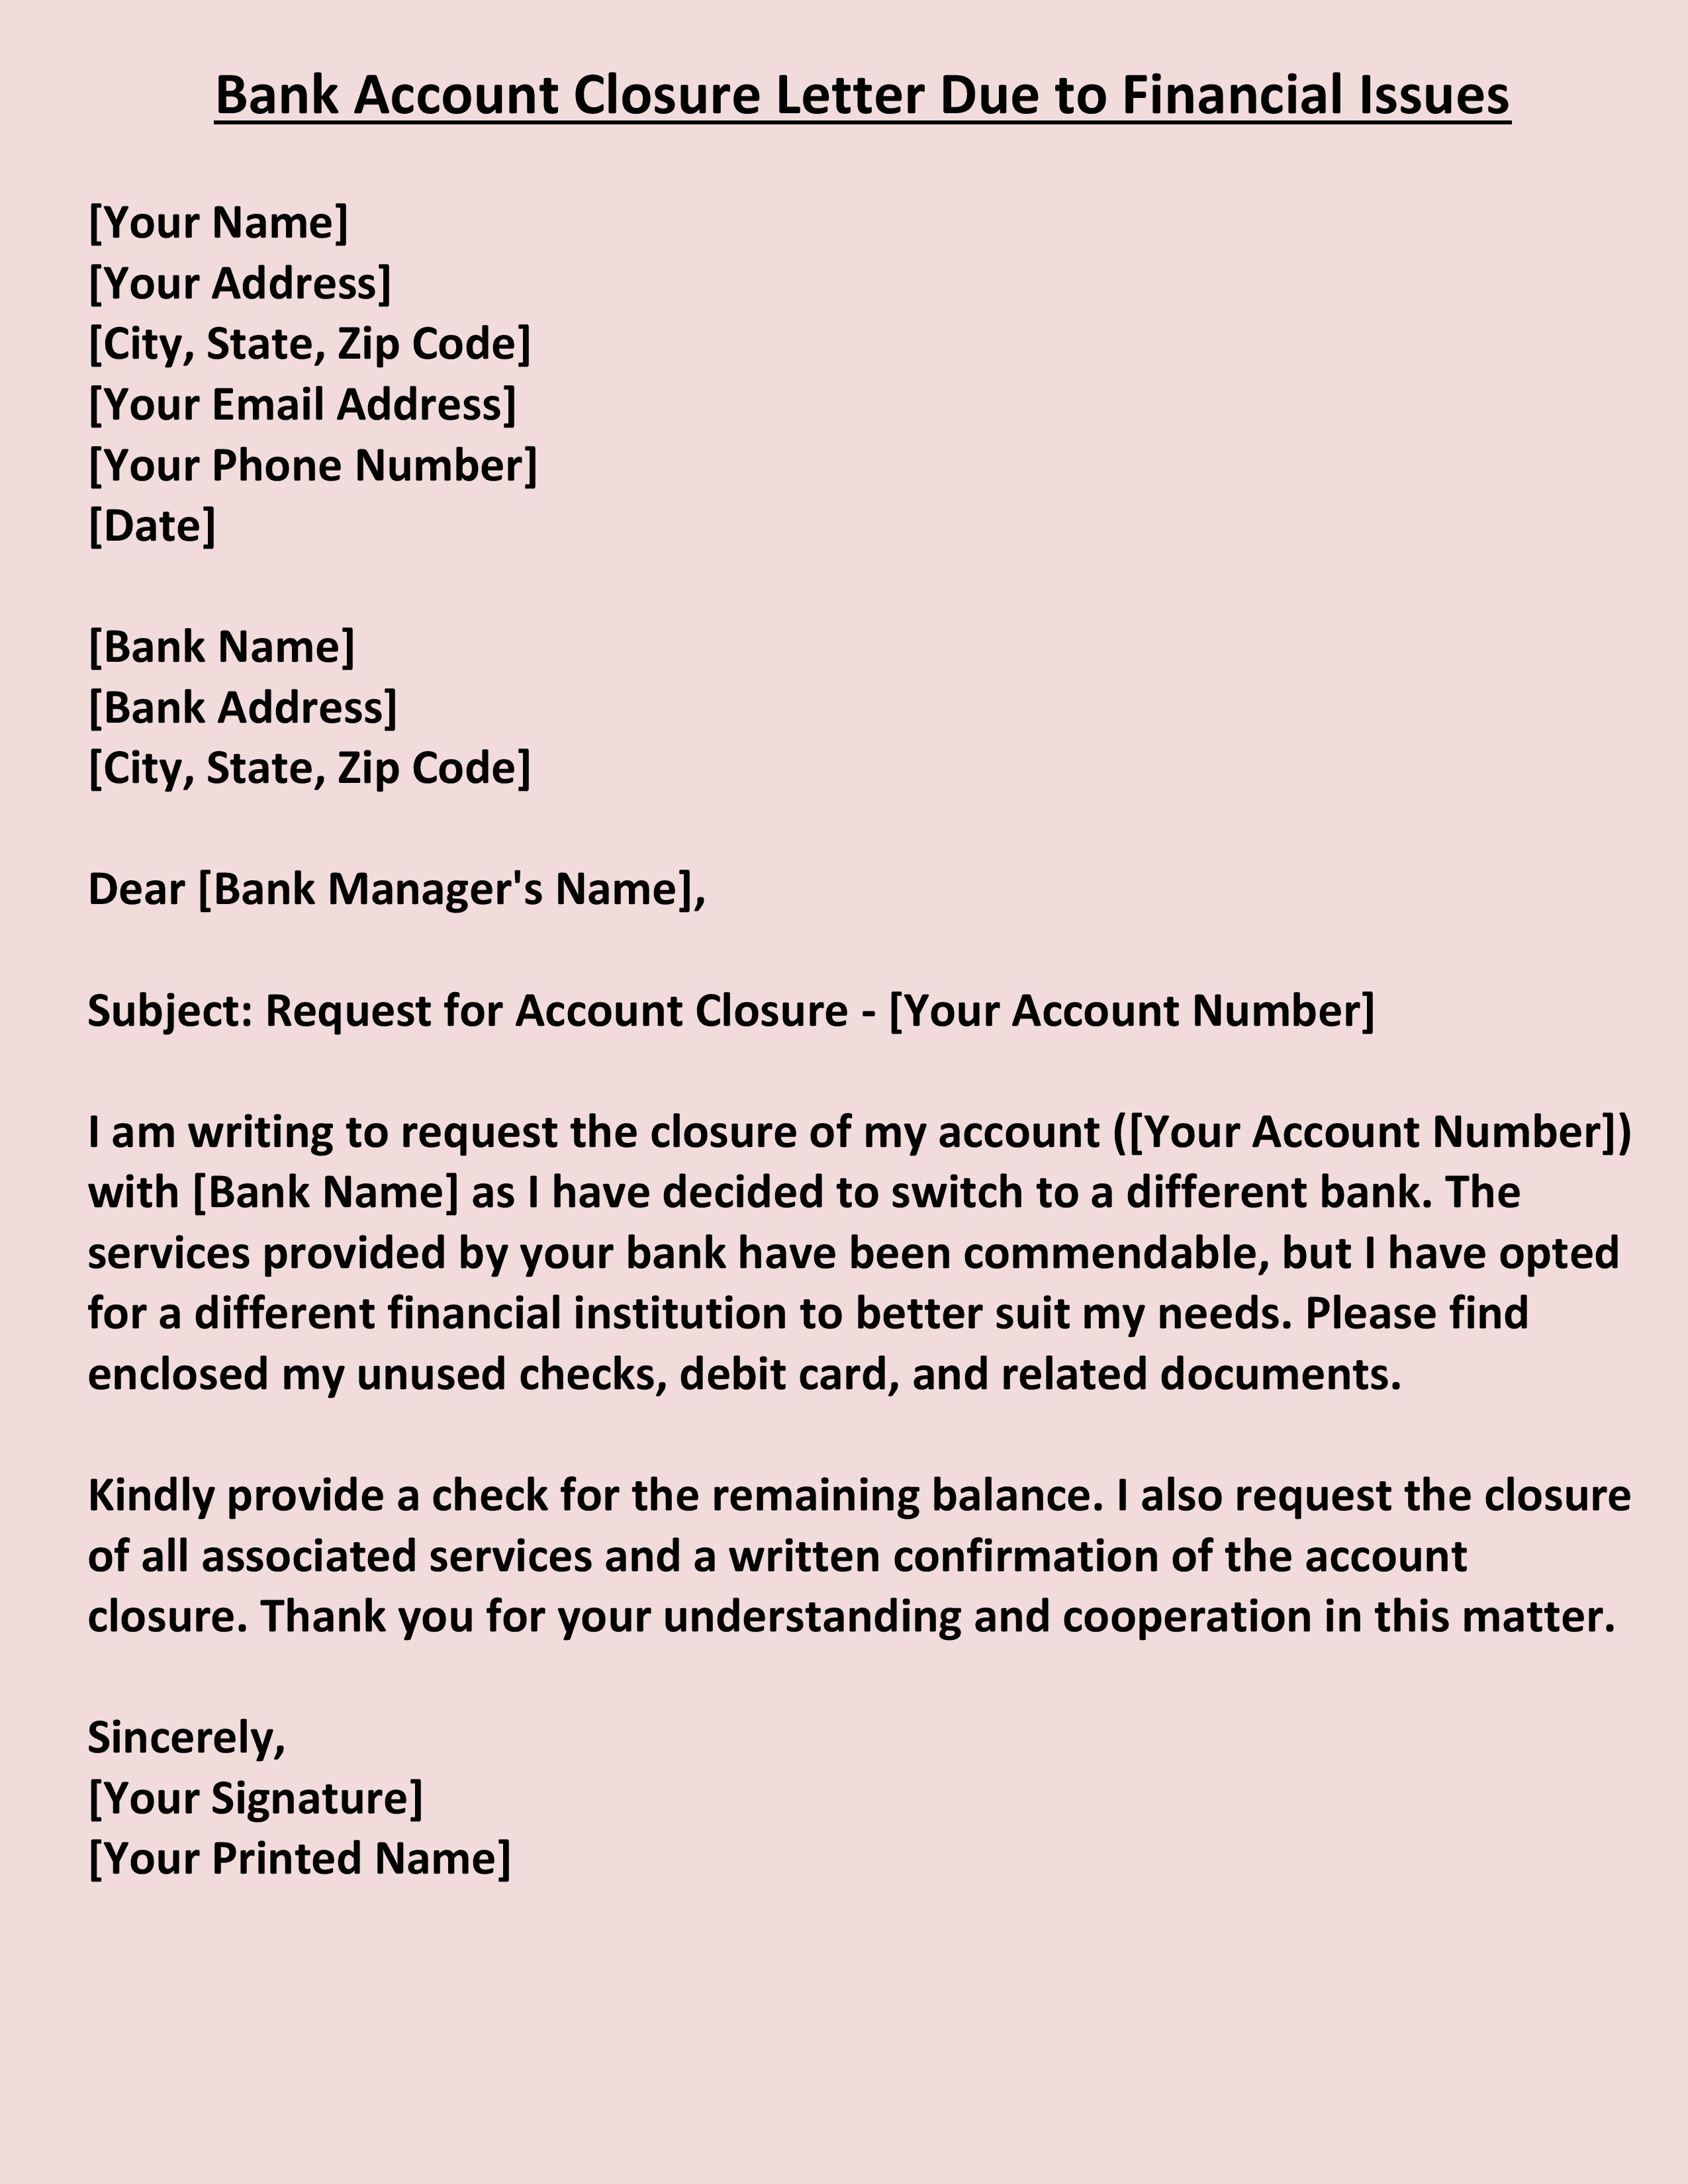 Bank Account Closure Letter Due to Financial Issues
[Your Name]
[Your Address]
[City, State, Zip Code]
[Your Email Address]
[Your Phone Number]
[Date]
[Bank Name]
[Bank Address]
[City, State, Zip Code]
Dear [Bank Manager's Name],
Subject: Request for Account Closure - [Your Account Number]
I am writing to request the closure of my account ([Your Account Number])
with [Bank Name] as I have decided to switch to a different bank. The
services provided by your bank have been commendable, but I have opted
for a different financial institution to better suit my needs. Please find
enclosed my unused checks, debit card, and related documents.
Kindly provide a check for the remaining balance. I also request the closure
of all associated services and a written confirmation of the account
closure. Thank you for your understanding and cooperation in this matter.
Sincerely,
[Your Signature]
[Your Printed Name]